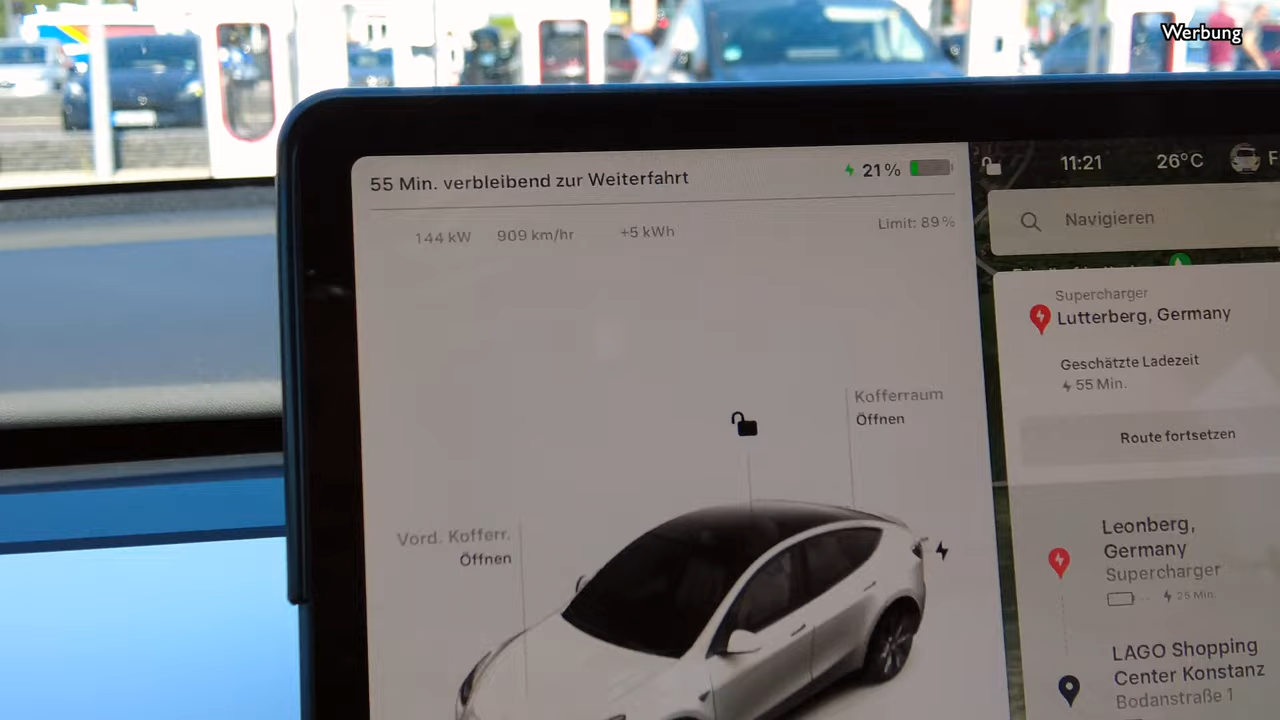 Werbung
55 Min. verbleibend zur Weiterfahrt
21%
144 kW 909 km/hr +5 kWh
Limit: 89%
Kofferraum
Öffnen
Vord. Kofferr.
Öffnen
11:21 26°C
Navigieren
Supercharger
Lutterberg, Germany
Geschätzte Ladezeit
55 Min.
Route fortsetzen
Leonberg,
Germany
Supercharger
25 Min.
LAGO Shopping
Center Konstanz
Bodanstraße 1